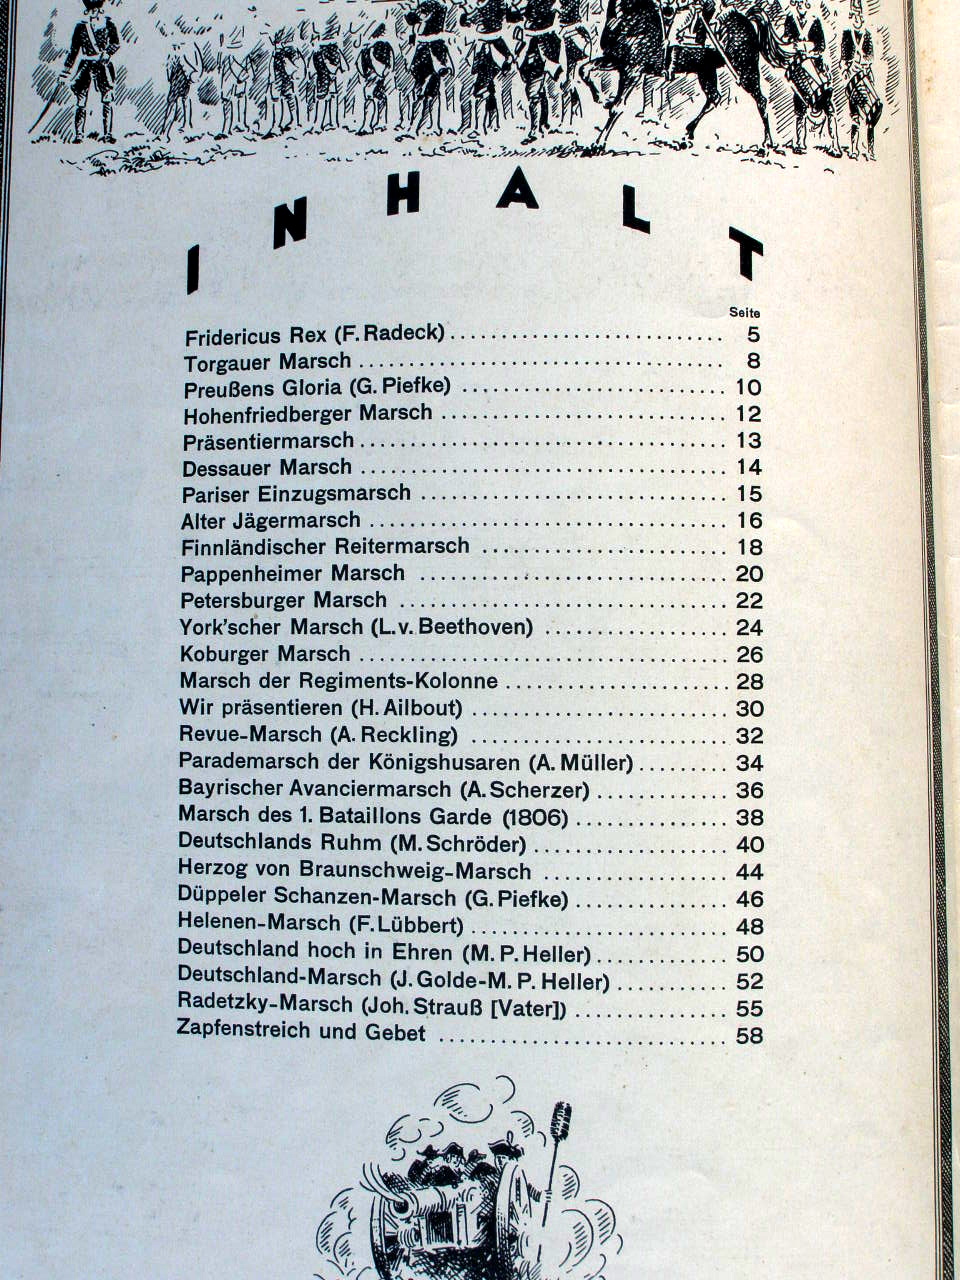 INHALT
Seite
Fridericus Rex (F. Radeck) 5
Torgauer Marsch 8
Preußens Gloria (G. Piefke) 10
Hohenfriedberger Marsch 12
Präsentiermarsch 13
Dessauer Marsch 14
Pariser Einzugsmarsch 15
Alter Jägermarsch 16
Finnländischer Reitermarsch 18
Pappenheimer Marsch 20
Petersburger Marsch 22
York'scher Marsch (L. v. Beethoven) 24
Koburger Marsch 26
Marsch der Regiments-Kolonne 28
Wir präsentieren (H. Ailbout) 30
Revue-Marsch (A. Reckling) 32
Parademarsch der Königshusaren (A. Müller) 34
Bayrischer Avanciermarsch (A. Scherzer) 36
Marsch des 1. Bataillons Garde (1806) 38
Deutschlands Ruhm (M. Schröder) 40
Herzog von Braunschweig-Marsch 44
Düppeler Schanzen-Marsch (G. Piefke) 46
Helenen-Marsch (F. Lübbert) 48
Deutschland hoch in Ehren (M. P. Heller) 50
Deutschland-Marsch (J. Golde-M. P. Heller) 52
Radetzky-Marsch (Joh. Strauß [Vater]) 55
Zapfenstreich und Gebet 58